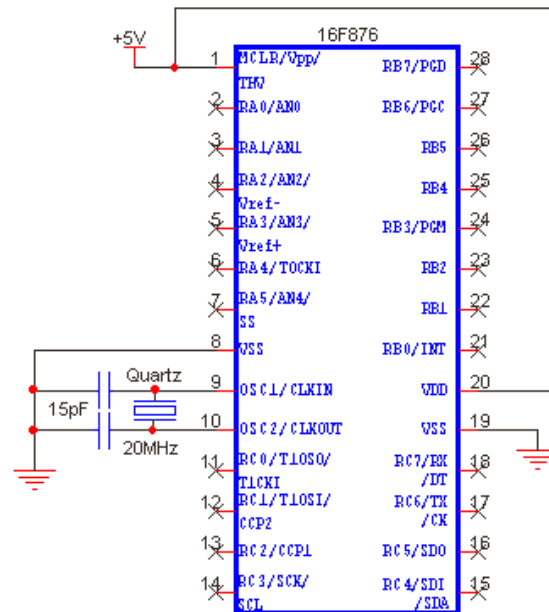 16F876
+5V
1 MCLR/Vpp/ THV RB7/PGD 28
2 RA0/AN0 RB6/PGC 27
3 RA1/AN1 RB5 26
4 RA2/AN2/ Vref- RB4 25
5 RA3/AN3/ Vref+ RB3/PGM 24
6 RA4/TOCKI RB2 23
7 RA5/AN4/ SS RB1 22
8 VSS RB0/INT 21
Quartz
9 OSC1/CLKIN VDD 20
15pF
10 OSC2/CLKOUT VSS 19
20MHz
11 RC0/T1OSO/ T1CKI RC7/RX /DT 18
12 RC1/T1OSI/ CCP2 RC6/TX /CK 17
13 RC2/CCP1 RC5/SDO 16
14 RC3/SCK/ SCL RC4/SDI /SDA 15